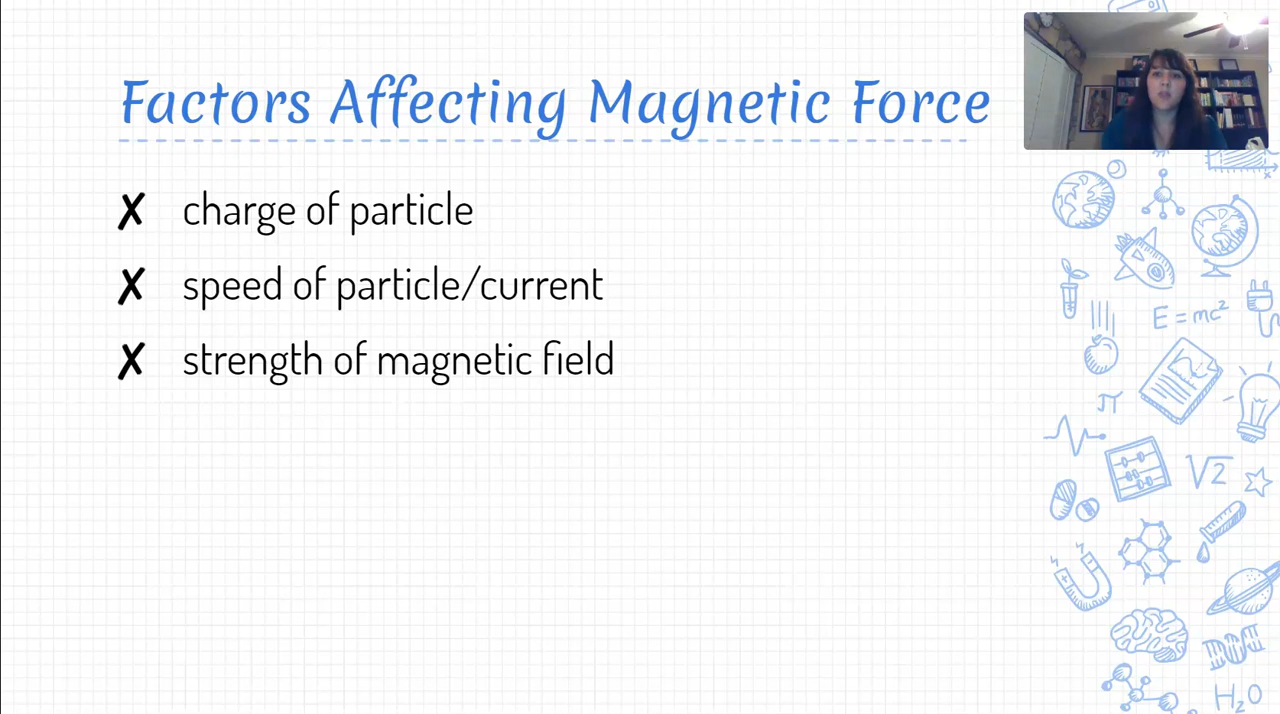 Factors Affecting Magnetic Force
✗ charge of particle
✗ speed of particle/current
✗ strength of magnetic field
E = mc²
π
√2
H₂O